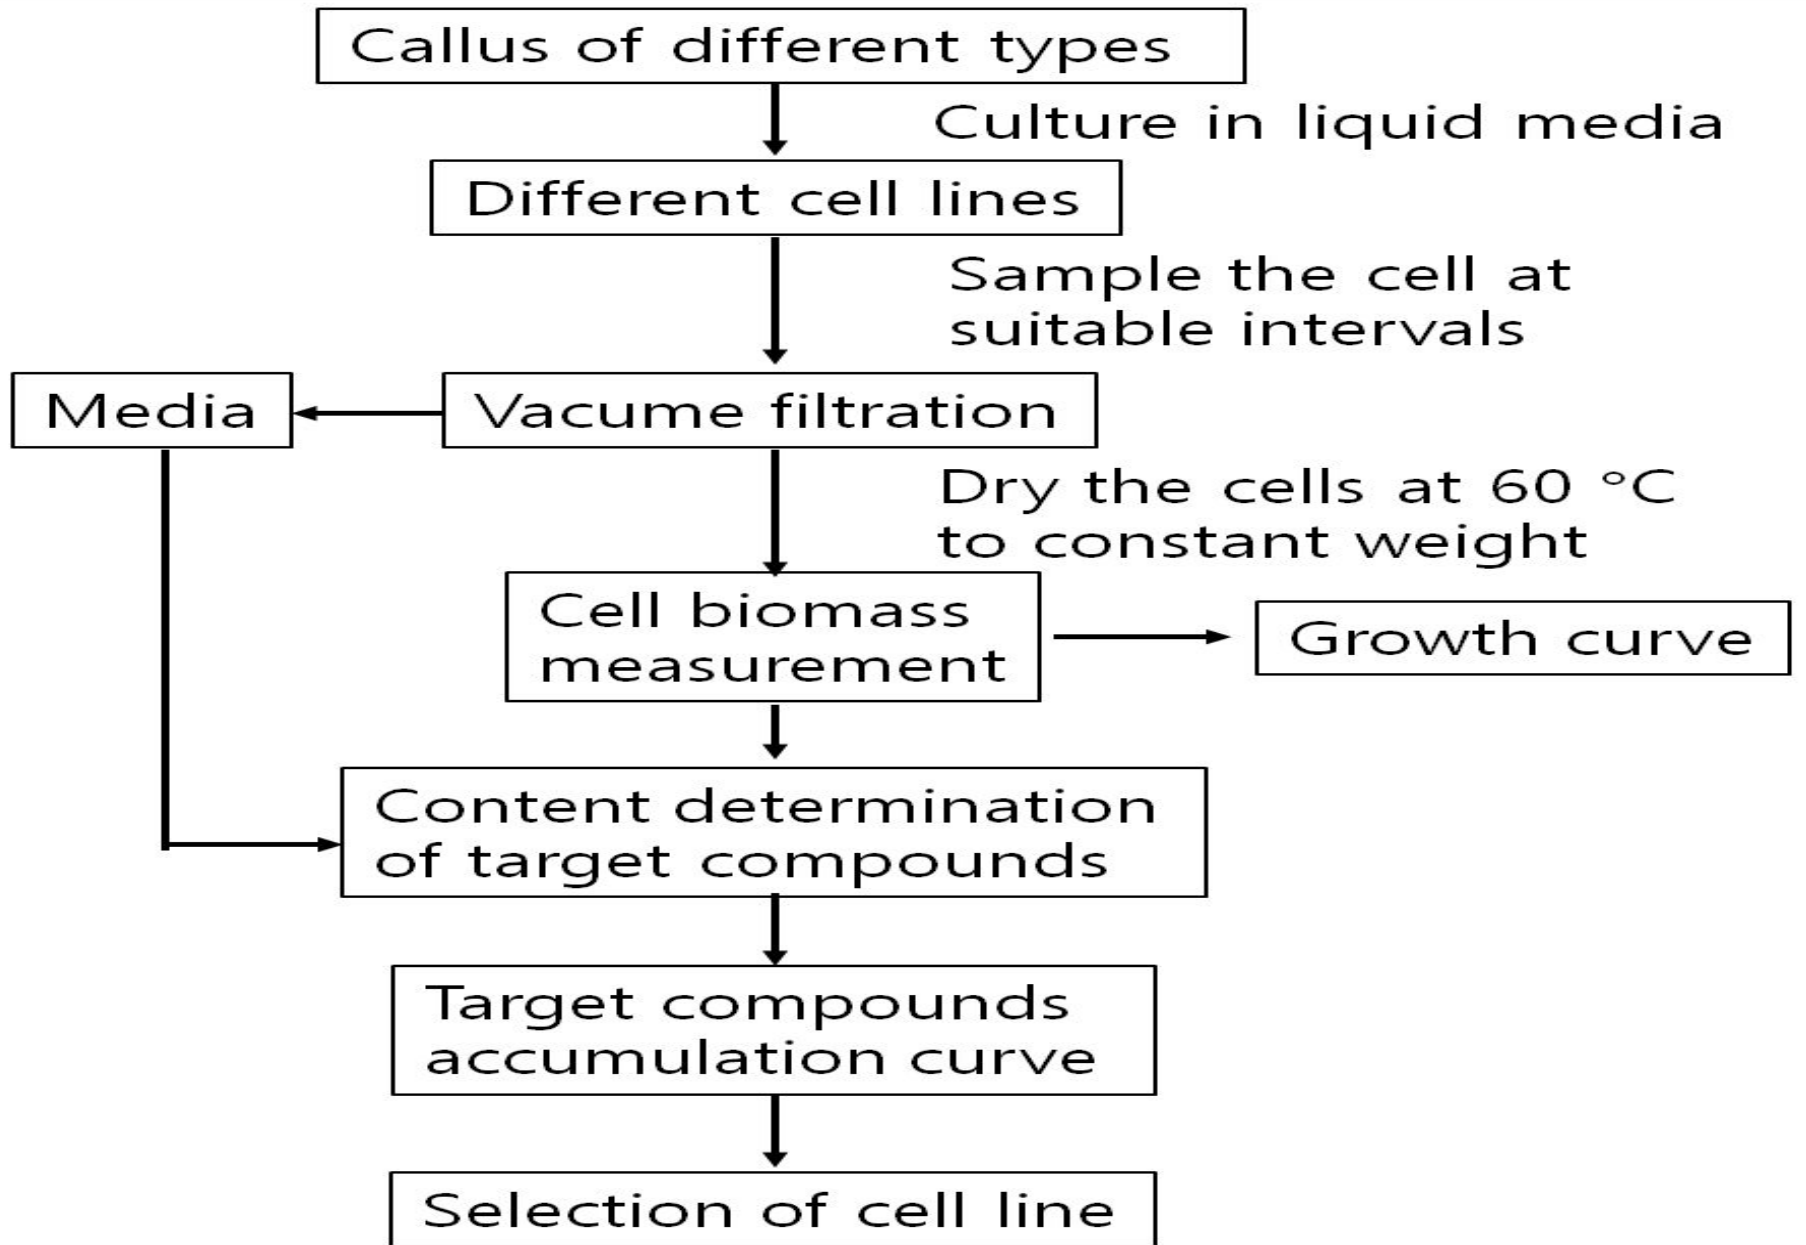 Callus of different types
Culture in liquid media
Different cell lines
Sample the cell at
suitable intervals
Media
Vacume filtration
Dry the cells at 60 °C
to constant weight
Cell biomass
measurement
Growth curve
Content determination
of target compounds
Target compounds
accumulation curve
Selection of cell line